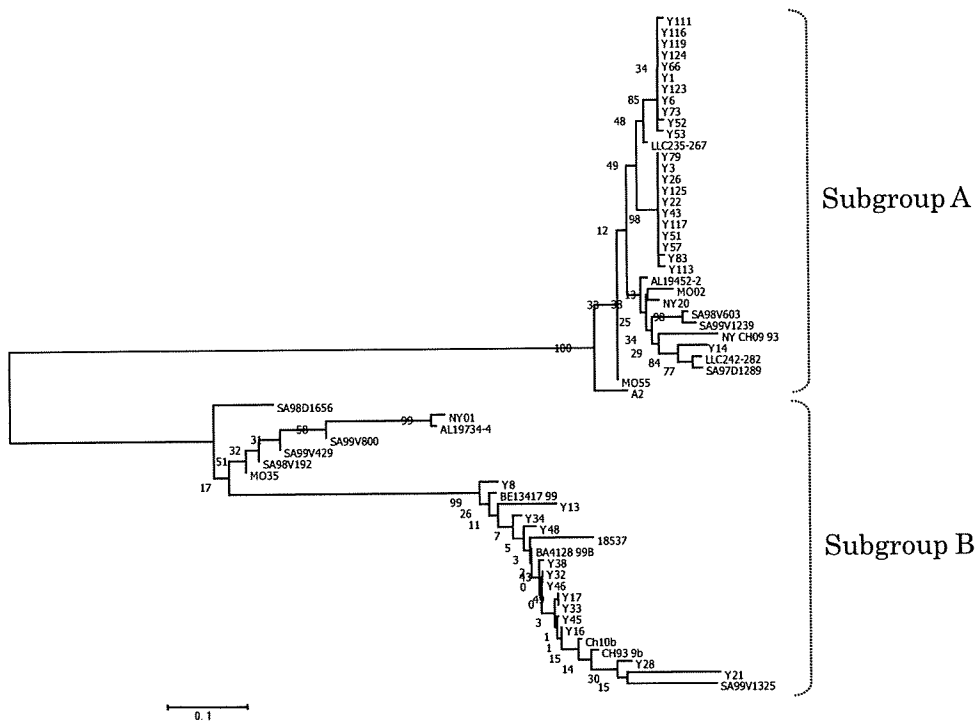 Y111
Y116
Y119
Y124
34
Y66
Y1
Y123
85
Y6
Y73
48
Y52
Y53
LLC235-267
Y79
49
Y3
Y26
Y125
Y22
Y43
98
Y117
12
Y51
Y57
Y83
Y113
AL19452-2
MO02
NY20
33
38
SA98V603
98
25
SA99V1239
34
NY CH09 93
29
Y14
84
LLC242-282
77
SA97D1289
100
MO55
A2
Subgroup A
SA98D1656
99
NY01
58
AL19734-4
31
SA99V800
32
SA99V429
51
SA98V192
17
MO35
Y8
99
BE13417 99
26
Y13
11
Y34
7
Y48
5
18537
3
BA4128 99B
Y38
Y32
0
Y46
Y17
0
Y33
3
Y45
Y16
1
Ch10b
1
CH93 9b
15
Y28
14
Y21
30
SA99V1325
15
Subgroup B
0.1